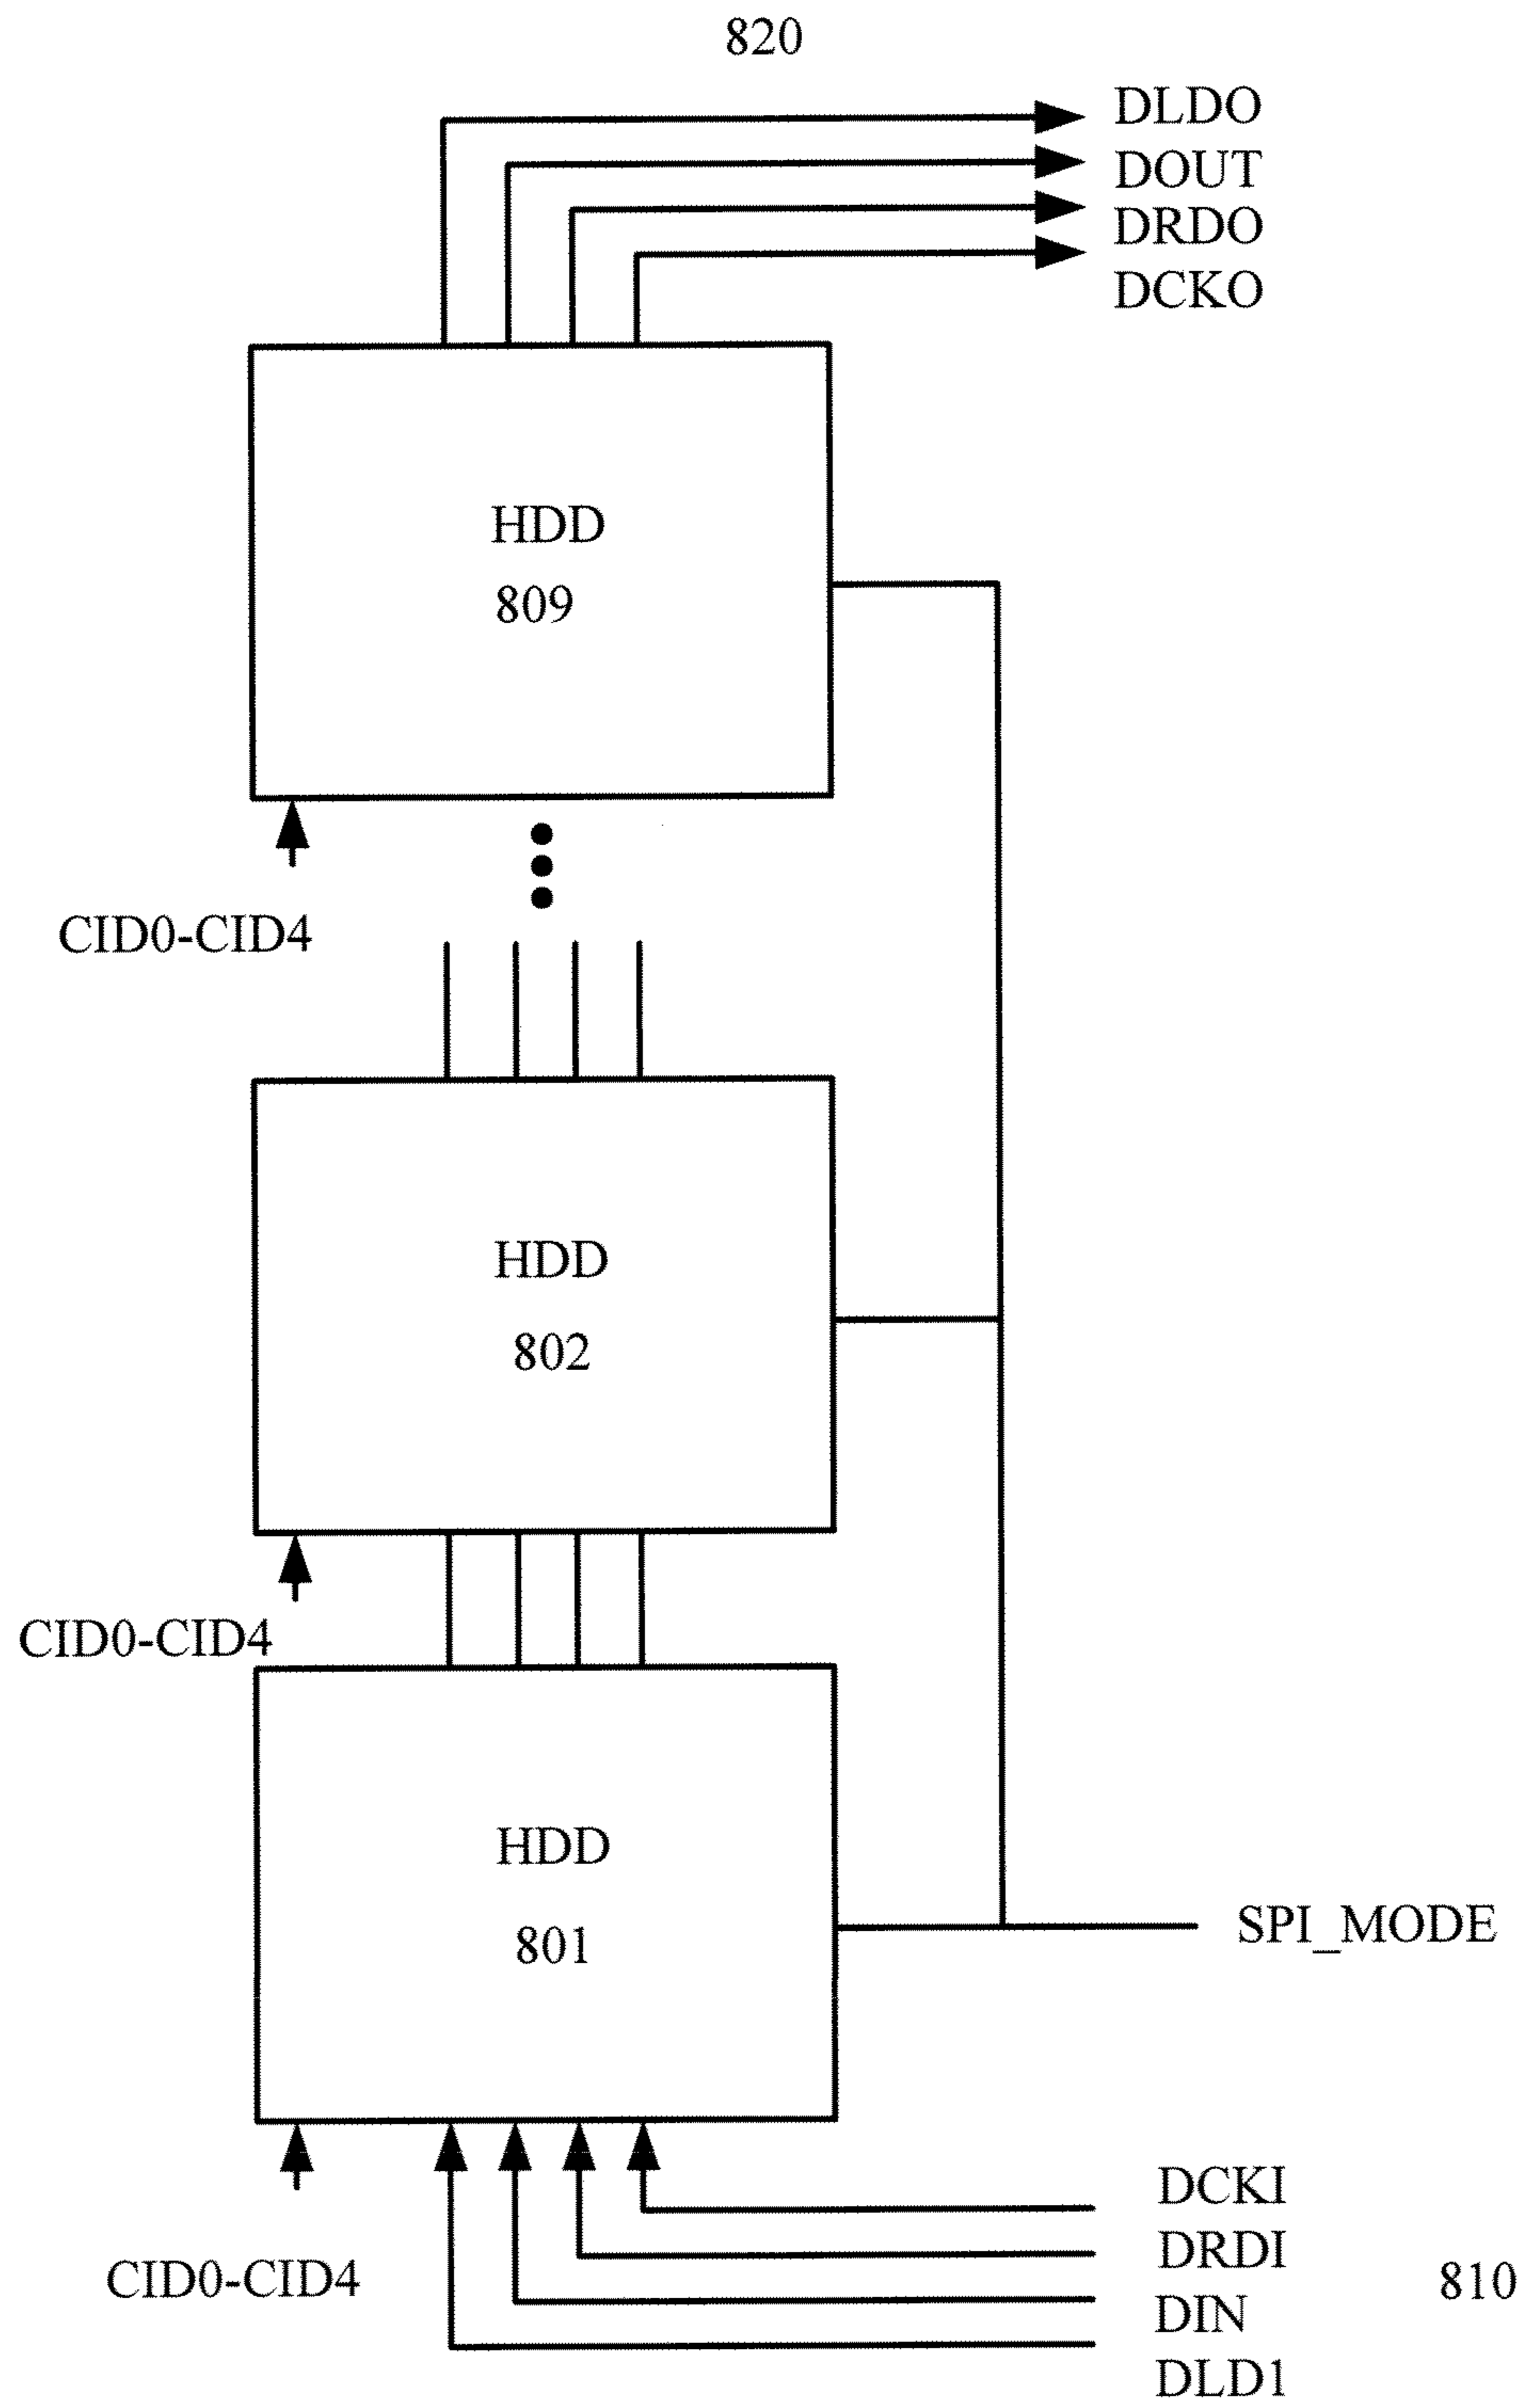 820
DLDO
DOUT
DRDO
DCKO
HDD
809
CID0-CID4
HDD
802
CID0-CID4
HDD
801
SPI_MODE
DCKI
DRDI
CID0-CID4
810
DIN
DLD1